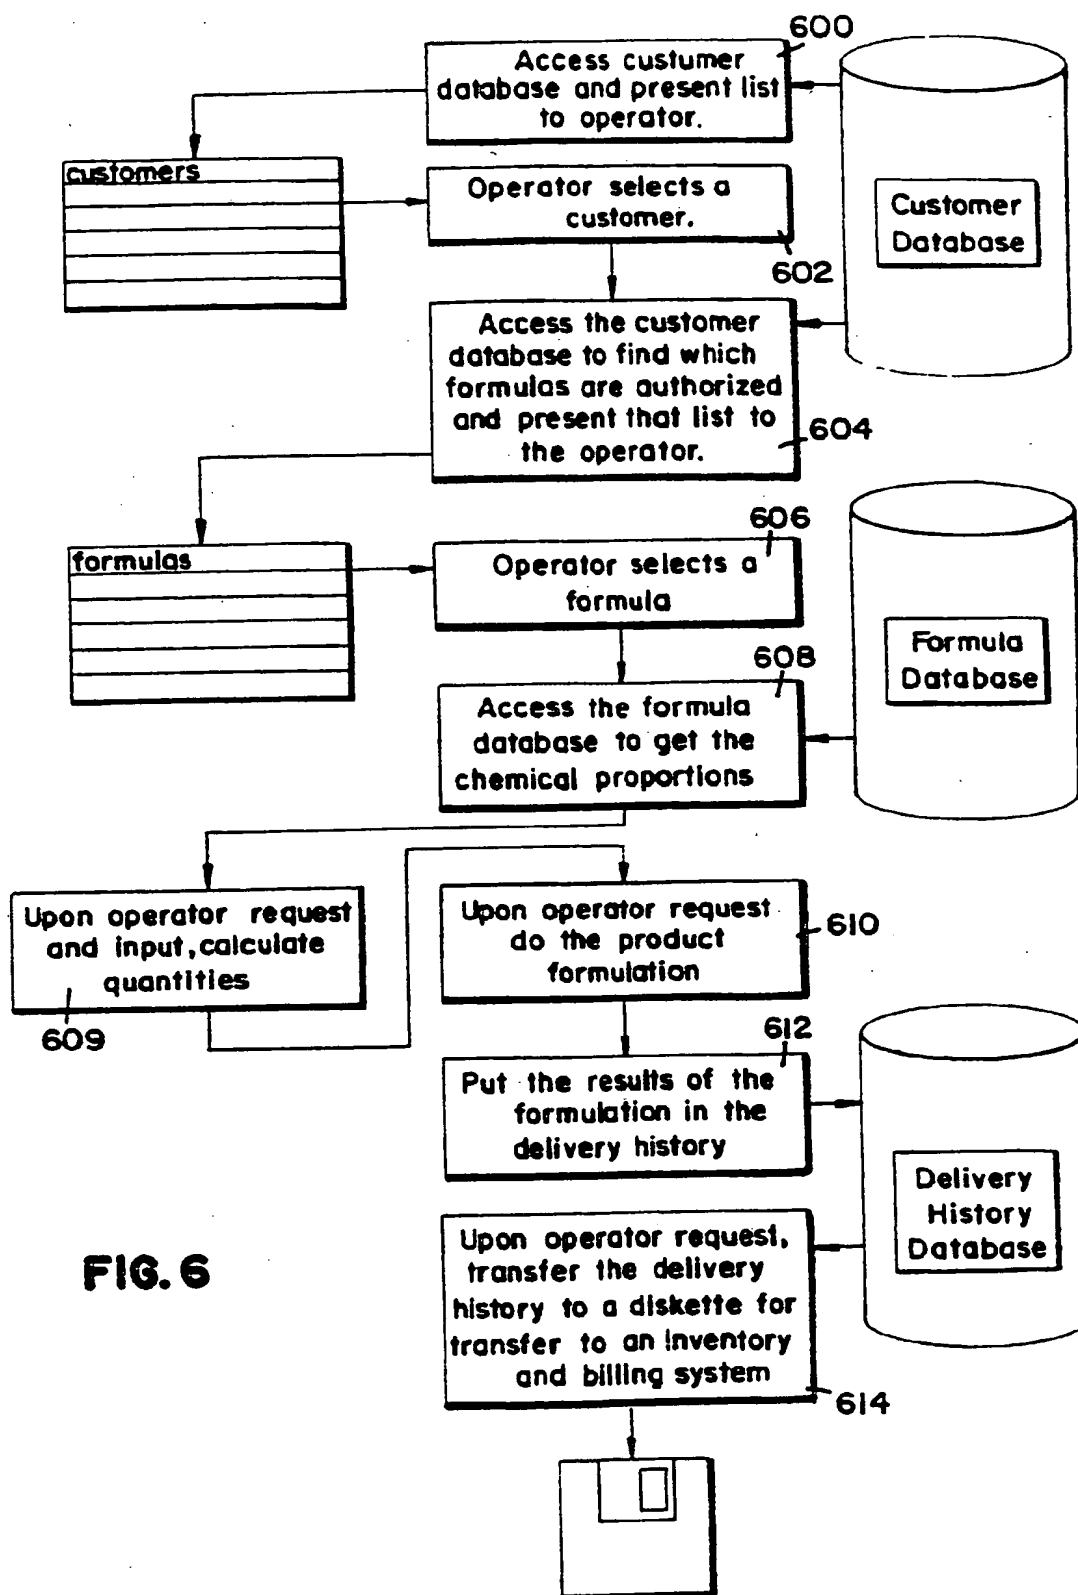 600
Access custumer
database and present list
to operator.
customers
Operator selects a
customer.
602
Customer
Database
Access the customer
database to find which
formulas are authorized
and present that list to
the operator.
604
606
formulas
Operator selects a
formula
Formula
Database
608
Access the formula
database to get the
chemical proportions
Upon operator request
and input, calculate
quantities
609
Upon operator request
do the product
formulation
610
612
Put the results of the
formulation in the
delivery history
Delivery
History
Database
Upon operator request,
transfer the delivery
history to a diskette for
transfer to an inventory
and billing system
614
FIG. 6